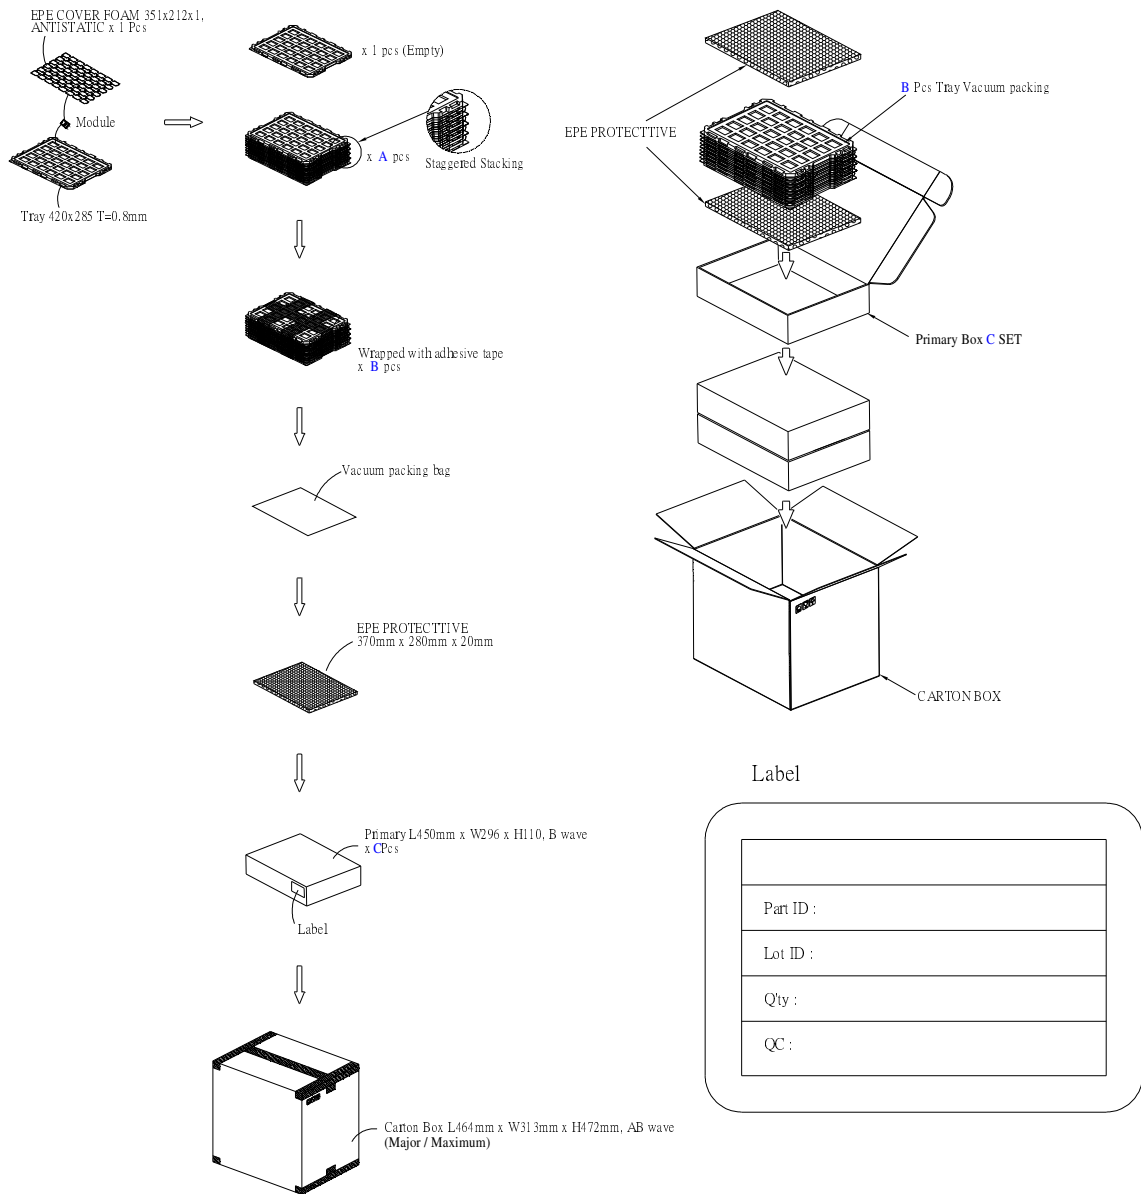 EPE COVER FOAM 351x212x1,
ANTISTATIC x 1 Pcs
Module
Tray 420x285 T=0.8mm
x 1 pcs (Empty)
x A pcs
Staggered Stacking
Wrapped with adhesive tape
x B pcs
Vacuum packing bag
EPE PROTECTTIVE
370mm x 280mm x 20mm
Primary L450mm x W296 x H110, B wave
x CPcs
Label
Carton Box L464mm x W313mm x H472mm, AB wave
(Major / Maximum)
B Pcs Tray Vacuum packing
EPE PROTECTTIVE
Primary Box C SET
CARTON BOX
Label
Part ID :
Lot ID :
Q'ty :
QC :